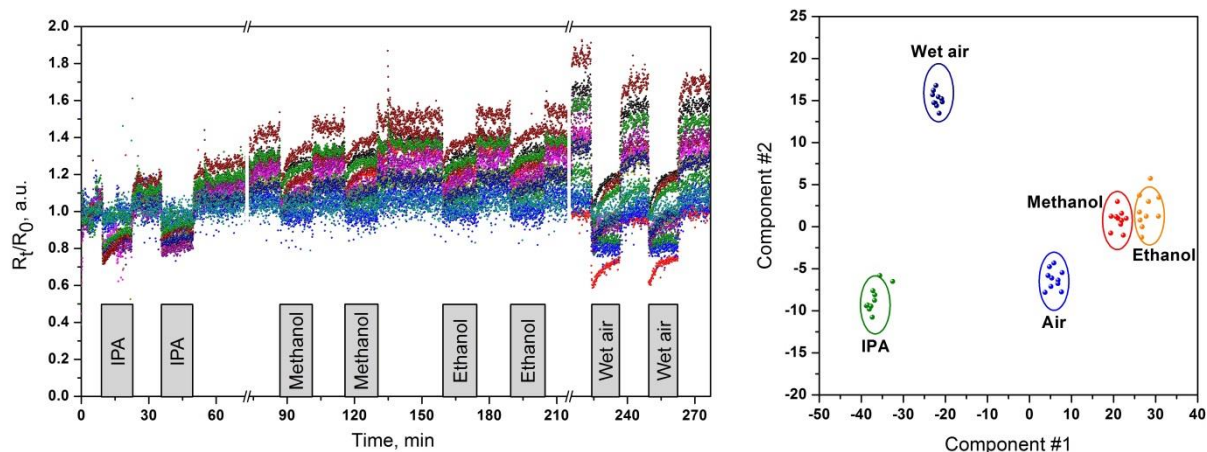 2.0
1.8
1.6
1.4
1.2
1.0
0.8
0.6
0.4
0.2
0.0
Rt/R0, a.u.
IPA
IPA
Methanol
Methanol
Ethanol
Ethanol
Wet air
Wet air
0 30 60 90 120 150 180 210 240 270
Time, min
25
20
15
10
5
0
-5
-10
-15
-20
Component #2
Wet air
Methanol
Ethanol
Air
IPA
-50 -40 -30 -20 -10 0 10 20 30 40
Component #1